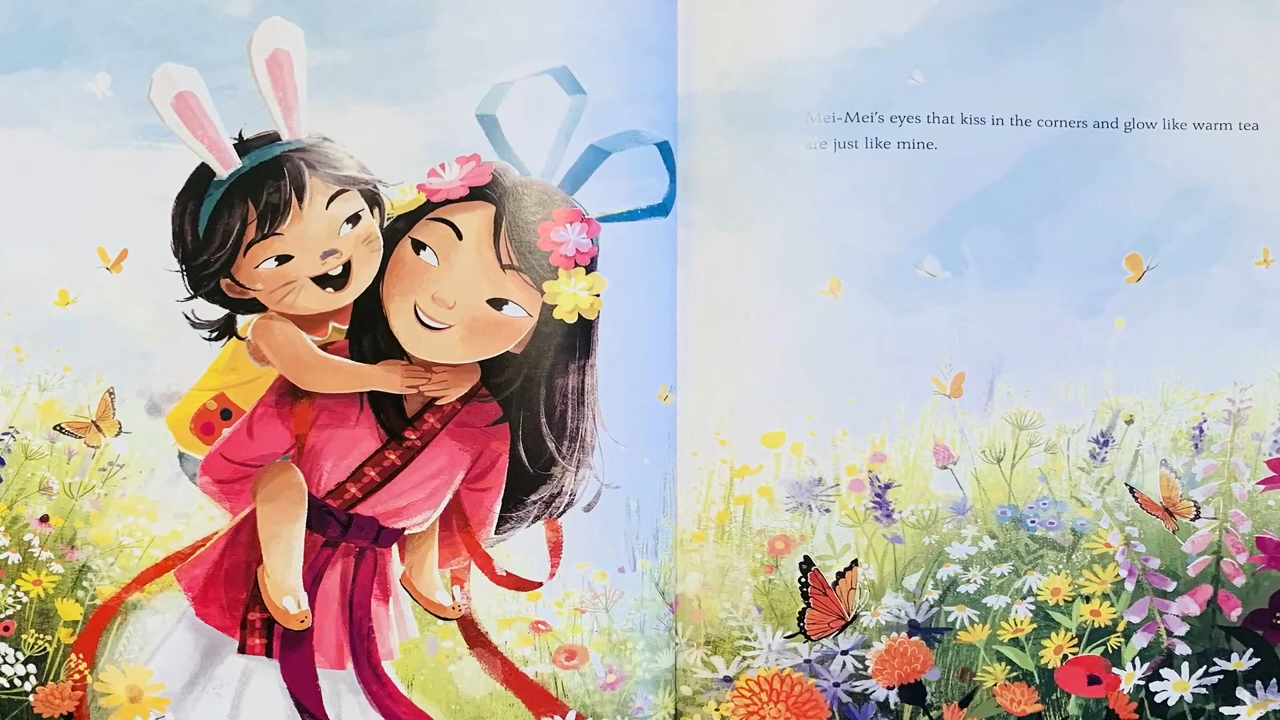 Mei-Mei's eyes that kiss in the corners and glow like warm tea
are just like mine.